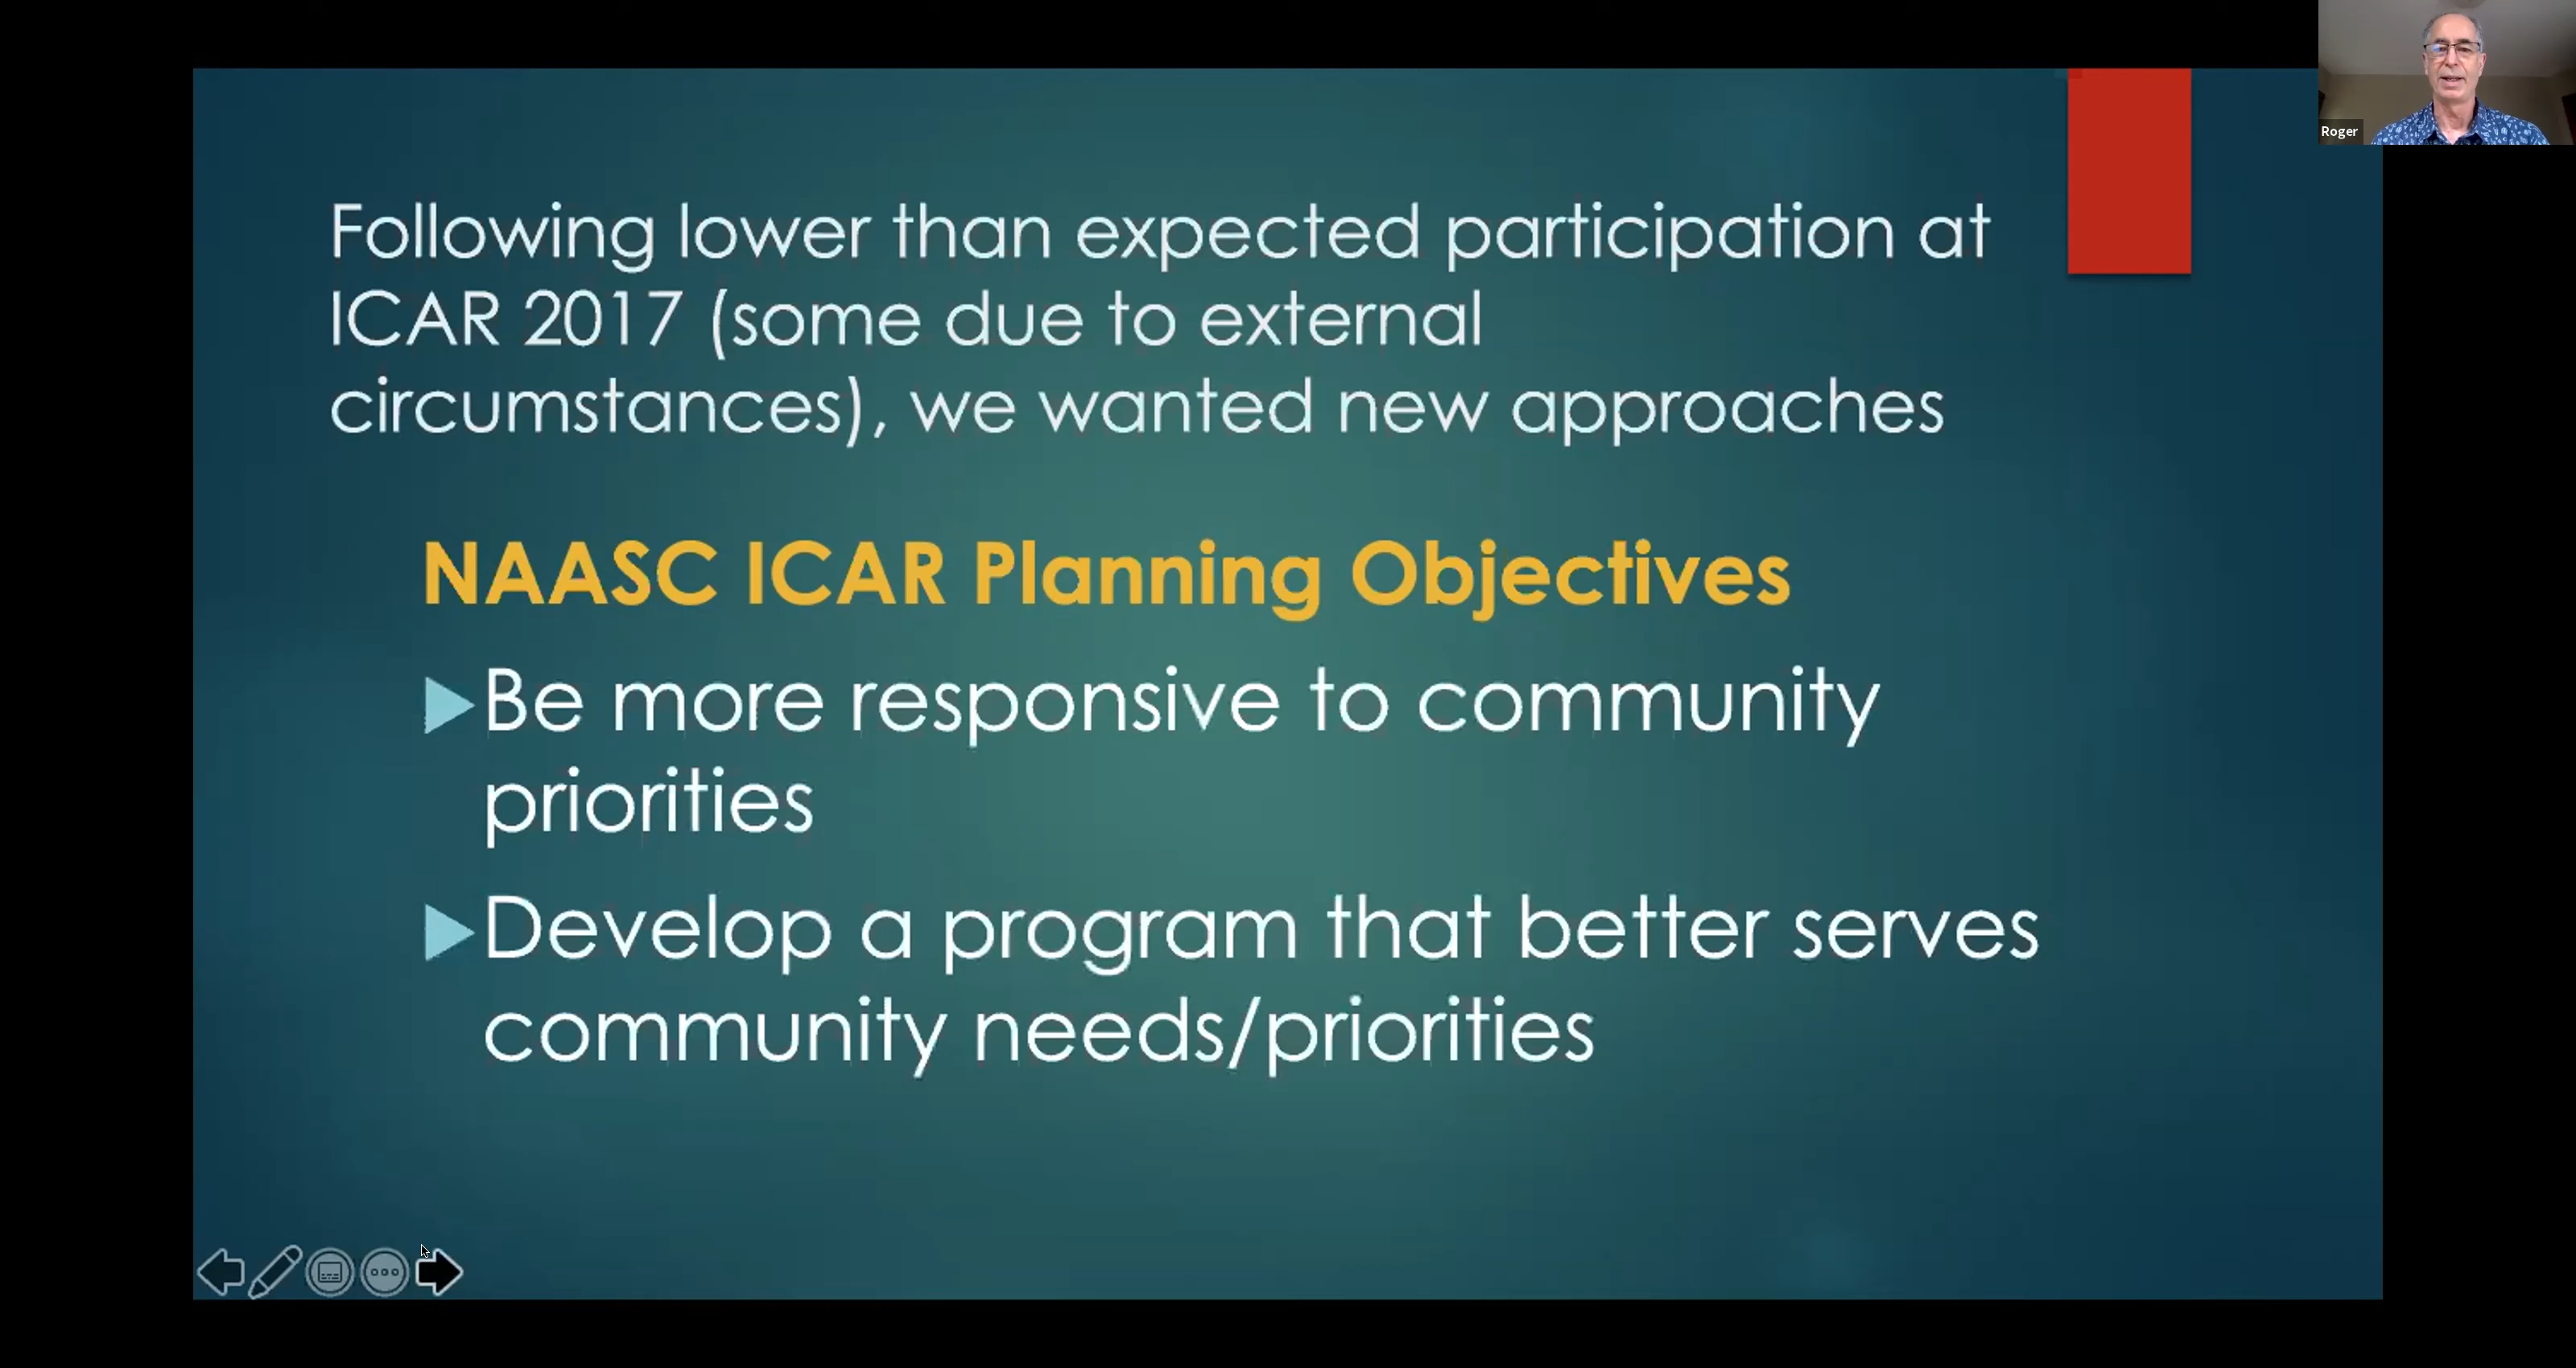 Following lower than expected participation at
ICAR 2017 (some due to external
circumstances), we wanted new approaches
NAASC ICAR Planning Objectives
Be more responsive to community
priorities
Develop a program that better serves
community needs/priorities
Roger